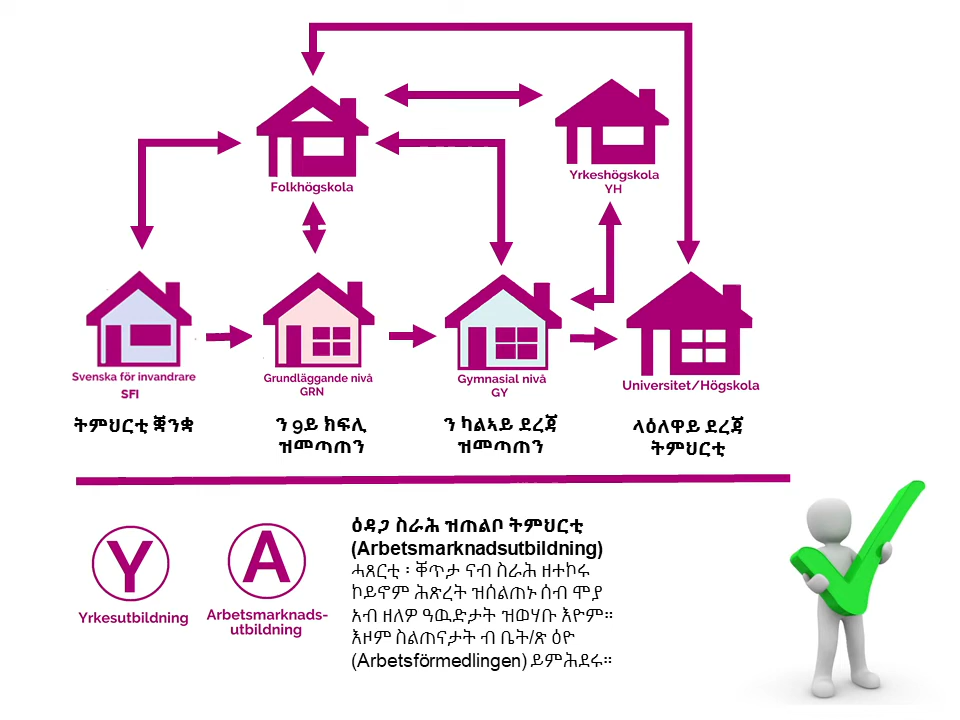 Folkhögskola
Yrkeshögskola
YH
Svenska för invandrare
SFI
Grundläggande nivå
GRN
Gymnasial nivå
GY
Universitet/Högskola
ትምህርቲ ቛንቋ
ን 9ይ ክፍሊ
ዝመጣጠን
ን ካልኣይ ደረጃ
ዝመጣጠን
ላዕለዋይ ደረጃ
ትምህርቲ
Y
Yrkesutbildning
A
Arbetsmarknads-
utbildning
ዕዳጋ ስራሕ ዝጠልቦ ትምህርቲ
(Arbetsmarknadsutbildning)
ሓጸርቲ ፡ ቐጥታ ናብ ስራሕ ዘተኮሩ
ኮይኖም ሕጽረት ዝሰልጠኑ ሰብ ሞያ
አብ ዘለዎ ዓዉድታት ዝወሃቡ እዮም።
እዞም ስልጠናታት ብ ቤት/ጽ ዕዮ
(Arbetsförmedlingen) ይምሕደሩ።